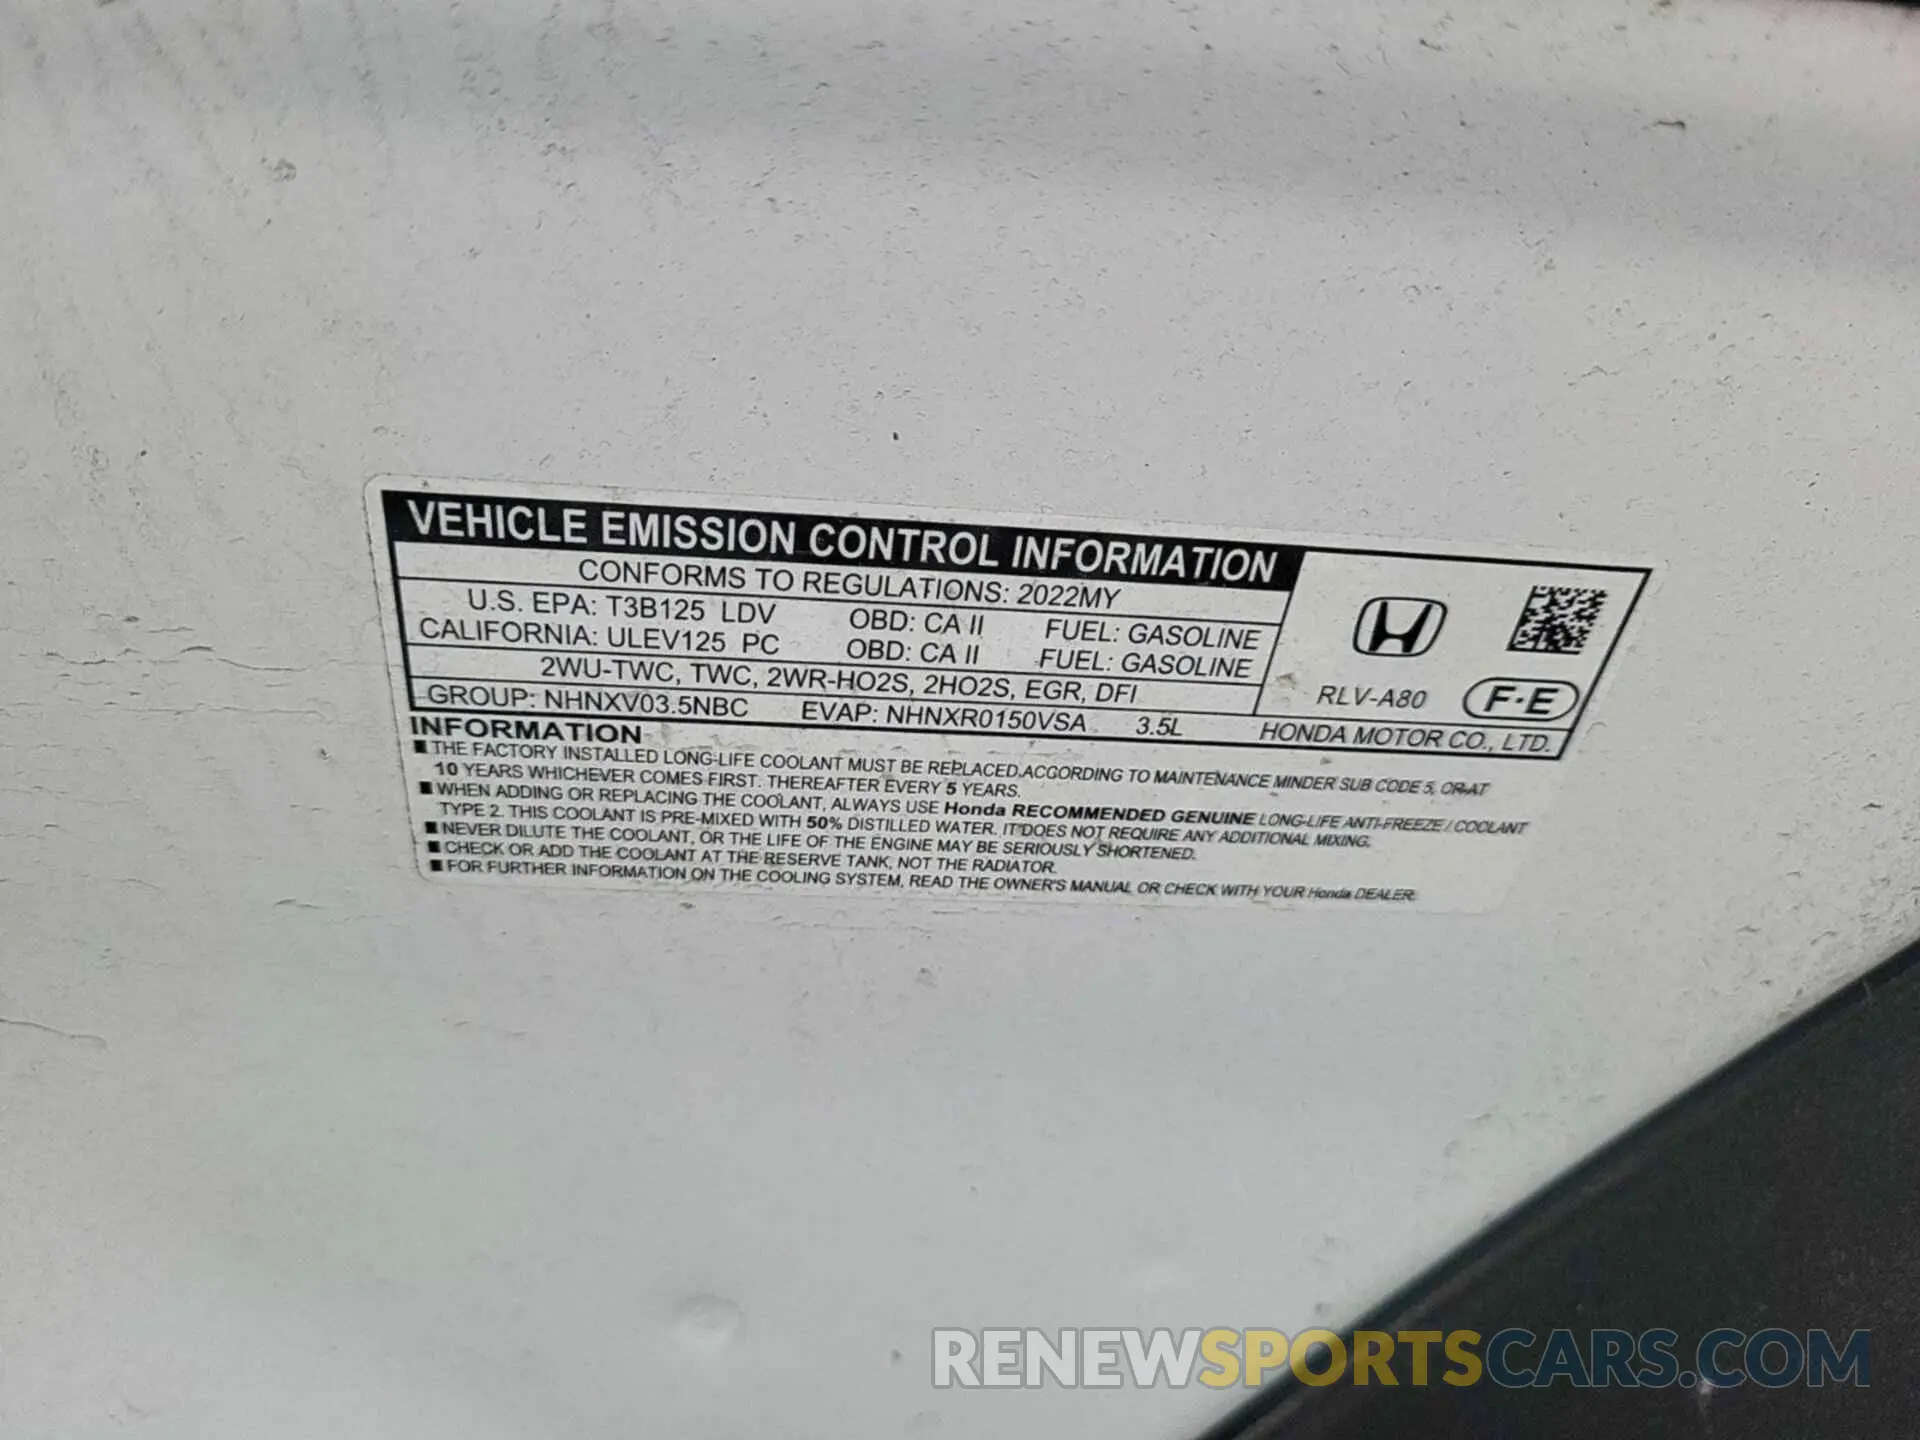 VEHICLE EMISSION CONTROL INFORMATION
CONFORMS TO REGULATIONS: 2022MY
U.S. EPA: T3B125 LDV OBD: CA II FUEL: GASOLINE
CALIFORNIA: ULEV125 PC OBD: CA II FUEL: GASOLINE
2WU-TWC, TWC, 2WR-HO2S, 2HO2S, EGR, DFI
RLV-A80 F·E
GROUP: NHNXV03.5NBC EVAP: NHNXR0150VSA 3.5L HONDA MOTOR CO., LTD.
INFORMATION
■ THE FACTORY INSTALLED LONG-LIFE COOLANT MUST BE REPLACED ACCORDING TO MAINTENANCE MINDER SUB CODE 5, OR AT
10 YEARS WHICHEVER COMES FIRST. THEREAFTER EVERY 5 YEARS.
■ WHEN ADDING OR REPLACING THE COOLANT, ALWAYS USE Honda RECOMMENDED GENUINE LONG-LIFE ANTI-FREEZE / COOLANT
TYPE 2. THIS COOLANT IS PRE-MIXED WITH 50% DISTILLED WATER. IT DOES NOT REQUIRE ANY ADDITIONAL MIXING.
■ NEVER DILUTE THE COOLANT, OR THE LIFE OF THE ENGINE MAY BE SERIOUSLY SHORTENED.
■ CHECK OR ADD THE COOLANT AT THE RESERVE TANK, NOT THE RADIATOR.
■ FOR FURTHER INFORMATION ON THE COOLING SYSTEM, READ THE OWNER'S MANUAL OR CHECK WITH YOUR Honda DEALER.
RENEWSPORTSCARS.COM